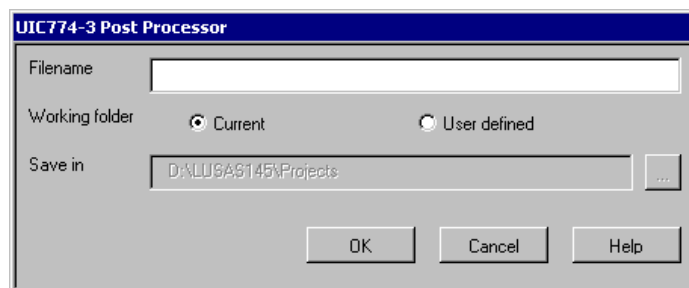 UIC774-3 Post Processor
Filename
Working folder Current User defined
Save in D:\LUSAS145\Projects ...
OK Cancel Help